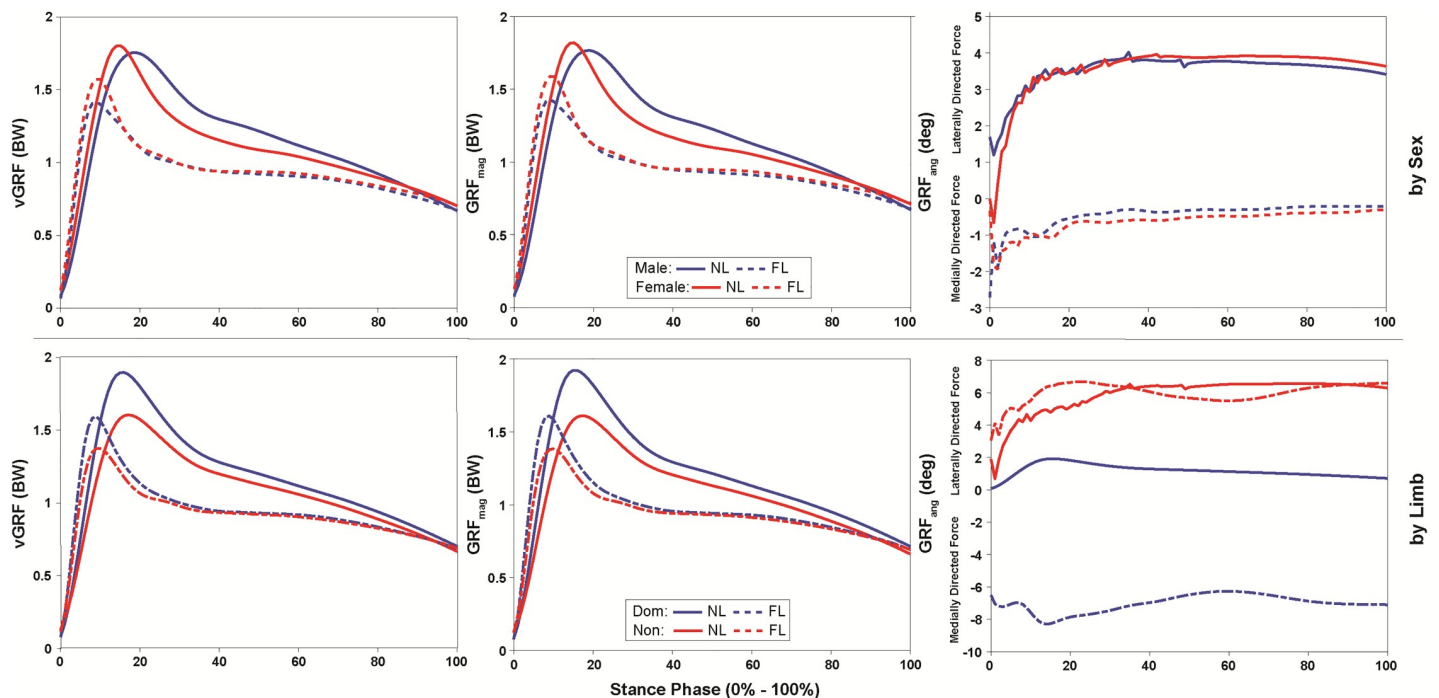 vGRF (BW)
2
1.5
1
0.5
0
0 20 40 60 80 100
GRFmag (BW)
2
1.5
1
0.5
0
0 20 40 60 80 100
Male: NL FL
Female: NL FL
GRFang (deg)
Laterally Directed Force
Medially Directed Force
5
4
3
2
1
0
-1
-2
-3
0 20 40 60 80 100
by Sex
vGRF (BW)
2
1.5
1
0.5
0
0 20 40 60 80 100
GRFmag (BW)
2
1.5
1
0.5
0
0 20 40 60 80 100
Dom: NL FL
Non: NL FL
GRFang (deg)
Laterally Directed Force
Medially Directed Force
8
6
4
2
0
-2
-4
-6
-8
-10
0 20 40 60 80 100
by Limb
Stance Phase (0% - 100%)